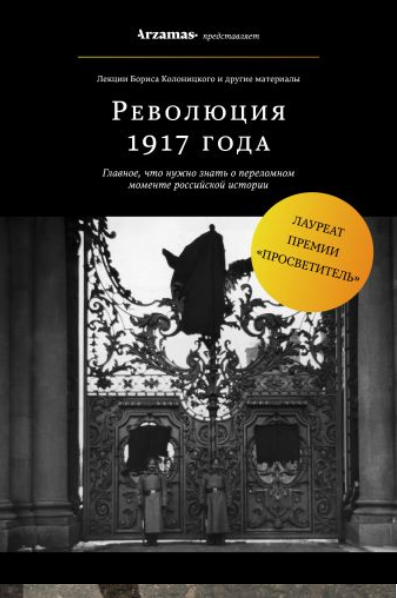 Arzamas представляет
Лекции Бориса Колоницкого и другие материалы
Революция
1917 года
Главное, что нужно знать о переломном
моменте российской истории
ЛАУРЕАТ
ПРЕМИИ
«ПРОСВЕТИТЕЛЬ»